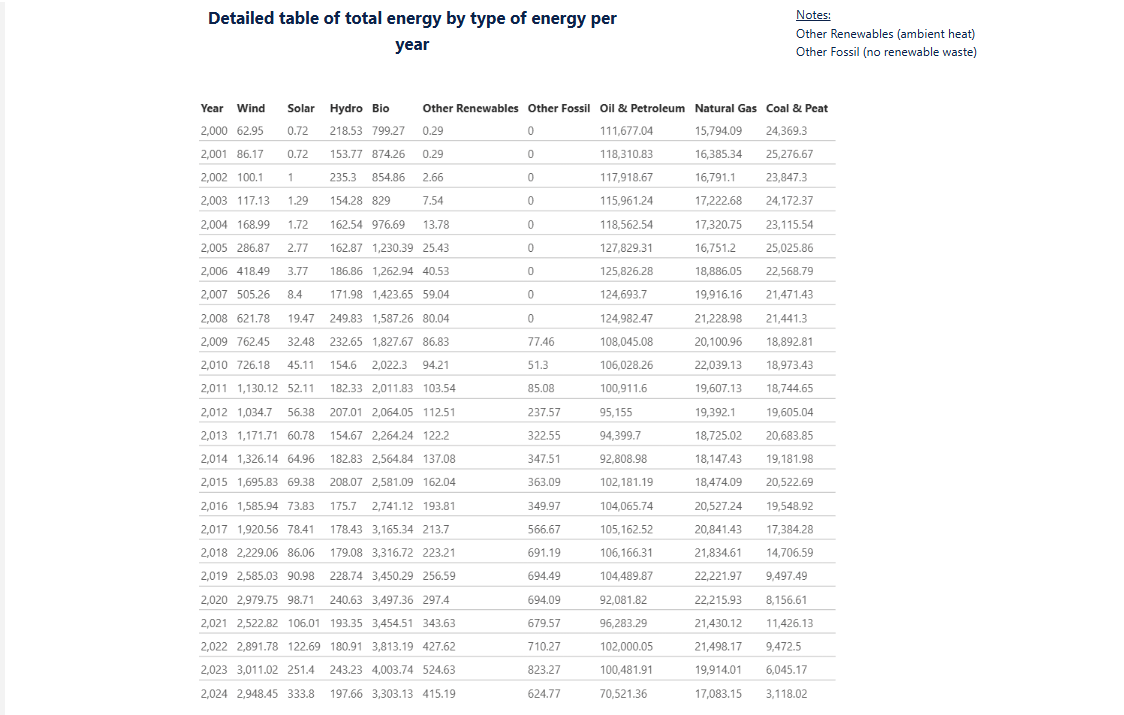 Detailed table of total energy by type of energy per
year
Notes:
Other Renewables (ambient heat)
Other Fossil (no renewable waste)
Year Wind Solar Hydro Bio Other Renewables Other Fossil Oil & Petroleum Natural Gas Coal & Peat
2,000 62.95 0.72 218.53 799.27 0.29 0 111,677.04 15,794.09 24,369.3
2,001 86.17 0.72 153.77 874.26 0.29 0 118,310.83 16,385.34 25,276.67
2,002 100.1 1 235.3 854.86 2.66 0 117,918.67 16,791.1 23,847.3
2,003 117.13 1.29 154.28 829 7.54 0 115,961.24 17,222.68 24,172.37
2,004 168.99 1.72 162.54 976.69 13.78 0 118,562.54 17,320.75 23,115.54
2,005 286.87 2.77 162.87 1,230.39 25.43 0 127,829.31 16,751.2 25,025.86
2,006 418.49 3.77 186.86 1,262.94 40.53 0 125,826.28 18,886.05 22,568.79
2,007 505.26 8.4 171.98 1,423.65 59.04 0 124,693.7 19,916.16 21,471.43
2,008 621.78 19.47 249.83 1,587.26 80.04 0 124,982.47 21,228.98 21,441.3
2,009 762.45 32.48 232.65 1,827.67 86.83 77.46 108,045.08 20,100.96 18,892.81
2,010 726.18 45.11 154.6 2,022.3 94.21 51.3 106,028.26 22,039.13 18,973.43
2,011 1,130.12 52.11 182.33 2,011.83 103.54 85.08 100,911.6 19,607.13 18,744.65
2,012 1,034.7 56.38 207.01 2,064.05 112.51 237.57 95,155 19,392.1 19,605.04
2,013 1,171.71 60.78 154.67 2,264.24 122.2 322.55 94,399.7 18,725.02 20,683.85
2,014 1,326.14 64.96 182.83 2,564.84 137.08 347.51 92,808.98 18,147.43 19,181.98
2,015 1,695.83 69.38 208.07 2,581.09 162.04 363.09 102,181.19 18,474.09 20,522.69
2,016 1,585.94 73.83 175.7 2,741.12 193.81 349.97 104,065.74 20,527.24 19,548.92
2,017 1,920.56 78.41 178.43 3,165.34 213.7 566.67 105,162.52 20,841.43 17,384.28
2,018 2,229.06 86.06 179.08 3,316.72 223.21 691.19 106,166.31 21,834.61 14,706.59
2,019 2,585.03 90.98 228.74 3,450.29 256.59 694.49 104,489.87 22,221.97 9,497.49
2,020 2,979.75 98.71 240.63 3,497.36 297.4 694.09 92,081.82 22,215.93 8,156.61
2,021 2,522.82 106.01 193.35 3,454.51 343.63 679.57 96,283.29 21,430.12 11,426.13
2,022 2,891.78 122.69 180.91 3,813.19 427.62 710.27 102,000.05 21,498.17 9,472.5
2,023 3,011.02 251.4 243.23 4,003.74 524.63 823.27 100,481.91 19,914.01 6,045.17
2,024 2,948.45 333.8 197.66 3,303.13 415.19 624.77 70,521.36 17,083.15 3,118.02